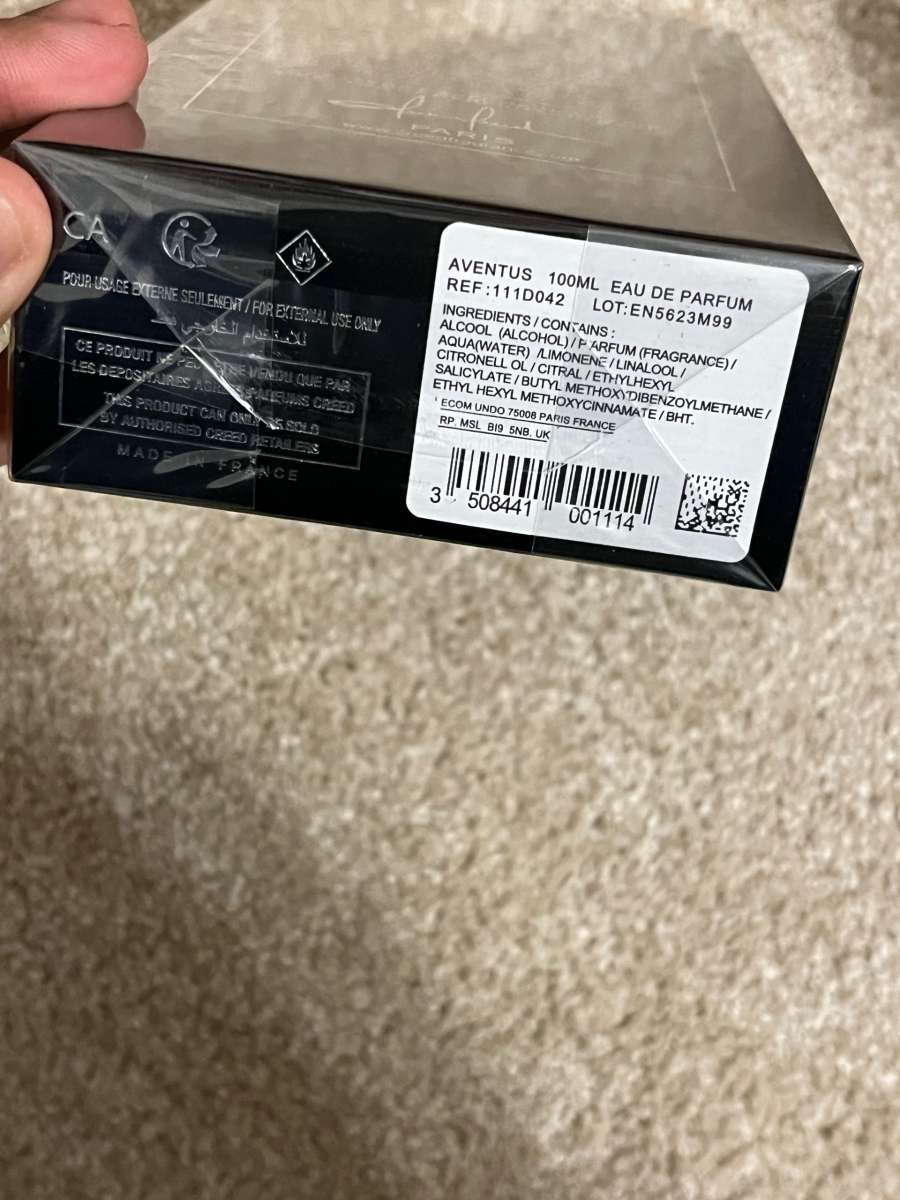 PARIS
CA
POUR USAGE EXTERNE SEULEMENT / FOR EXTERNAL USE ONLY
للاستخدام الخارجي فقط
CE PRODUIT NE PEUT ETRE VENDU QUE PAR
LES DEPOSITAIRES AGREES PARFUMS CREED
THIS PRODUCT CAN ONLY BE SOLD
BY AUTHORISED CREED RETAILERS
MADE IN FRANCE
AVENTUS 100ML EAU DE PARFUM
REF:111D042 LOT:EN5623M99
INGREDIENTS / CONTAINS :
ALCOOL (ALCOHOL) / PARFUM (FRAGRANCE) /
AQUA(WATER) /LIMONENE / LINALOOL /
CITRONELL OL / CITRAL / ETHYLHEXYL
SALICYLATE / BUTYL METHOXYDIBENZOYLMETHANE /
ETHYL HEXYL METHOXYCINNAMATE / BHT.
ECOM UNDO 75008 PARIS FRANCE
RP. MSL BI9 5NB. UK
3 508441 001114